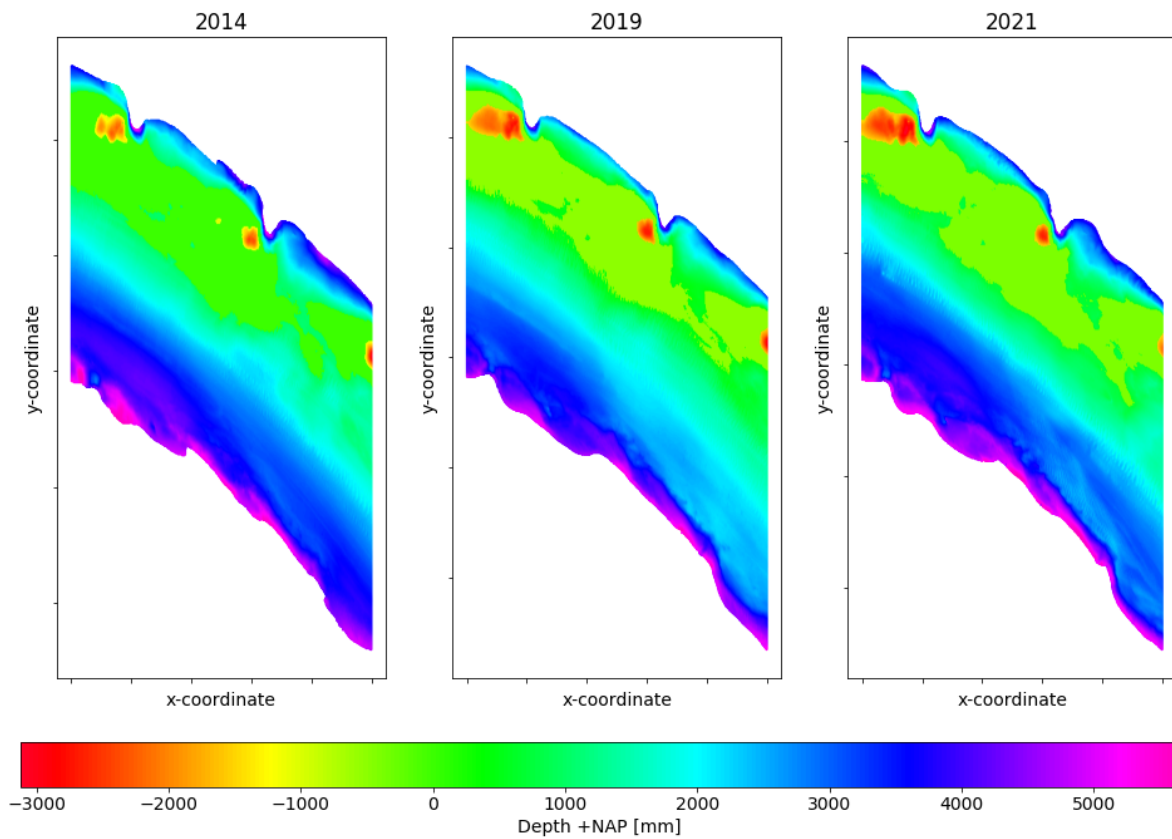 2014 2019 2021
y-coordinate y-coordinate y-coordinate
x-coordinate x-coordinate x-coordinate
−3000 −2000 −1000 0 1000 2000 3000 4000 5000
Depth +NAP [mm]